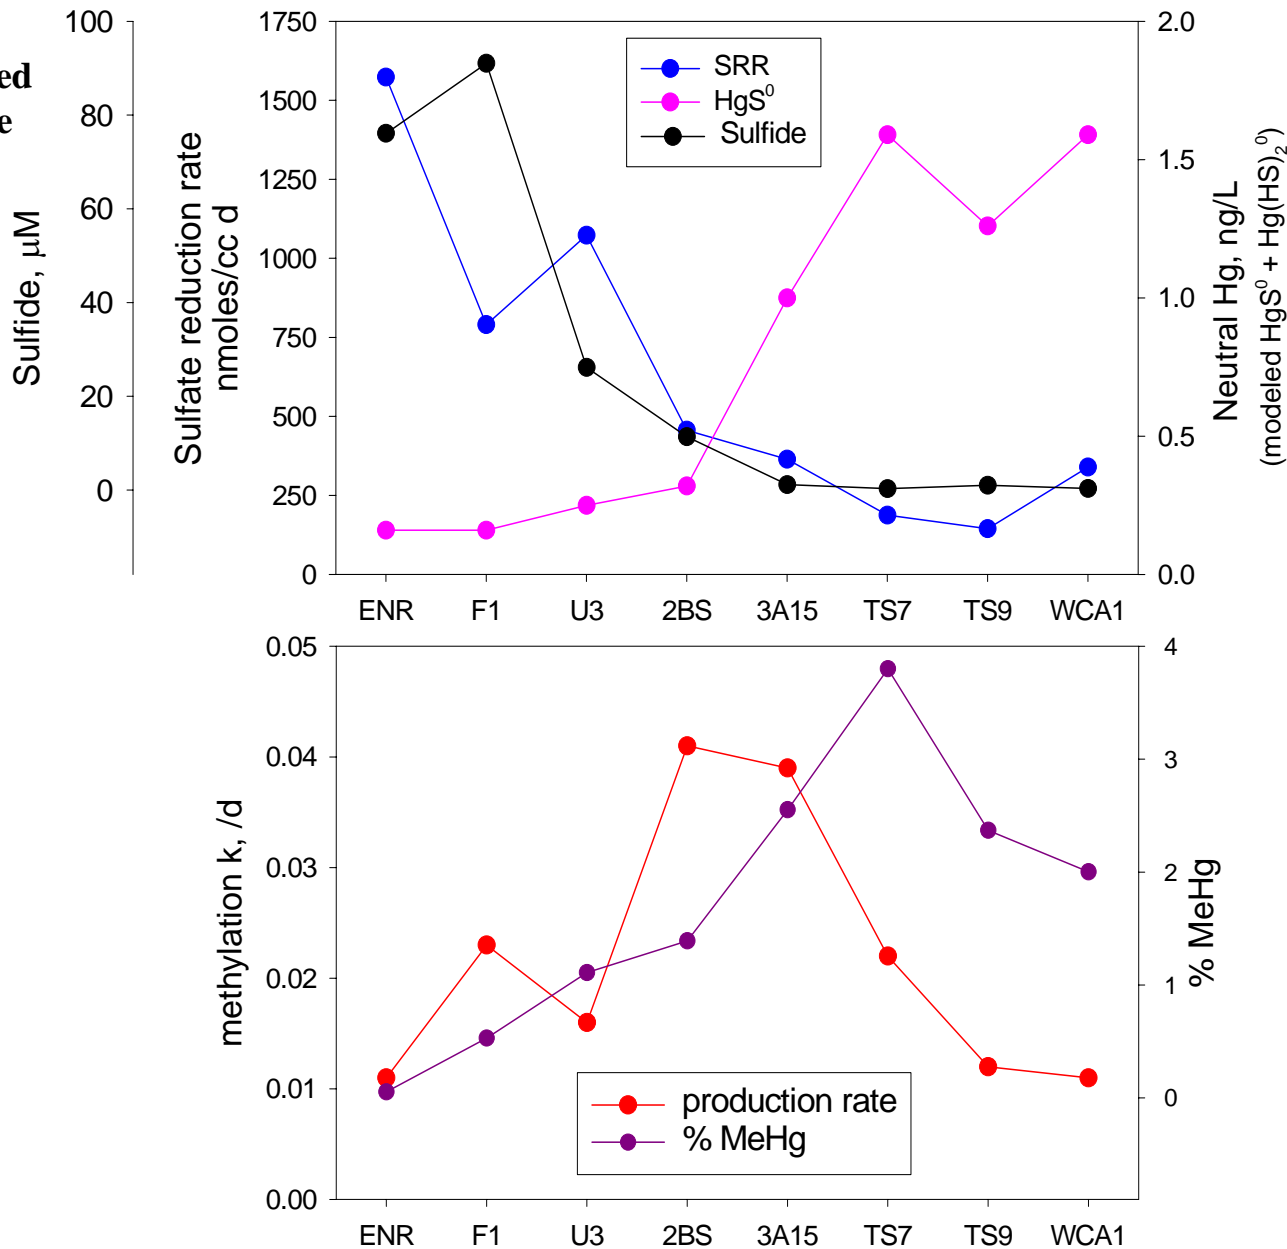 ed
e
Sulfide, μM
100
80
60
40
20
0
Sulfate reduction rate
nmoles/cc d
1750
1500
1250
1000
750
500
250
0
SRR
HgS⁰
Sulfide
2.0
1.5
1.0
0.5
0.0
Neutral Hg, ng/L
(modeled HgS⁰ + Hg(HS)₂⁰)
ENR F1 U3 2BS 3A15 TS7 TS9 WCA1
methylation k, /d
0.05
0.04
0.03
0.02
0.01
0.00
production rate
% MeHg
4
3
2
1
0
% MeHg
ENR F1 U3 2BS 3A15 TS7 TS9 WCA1